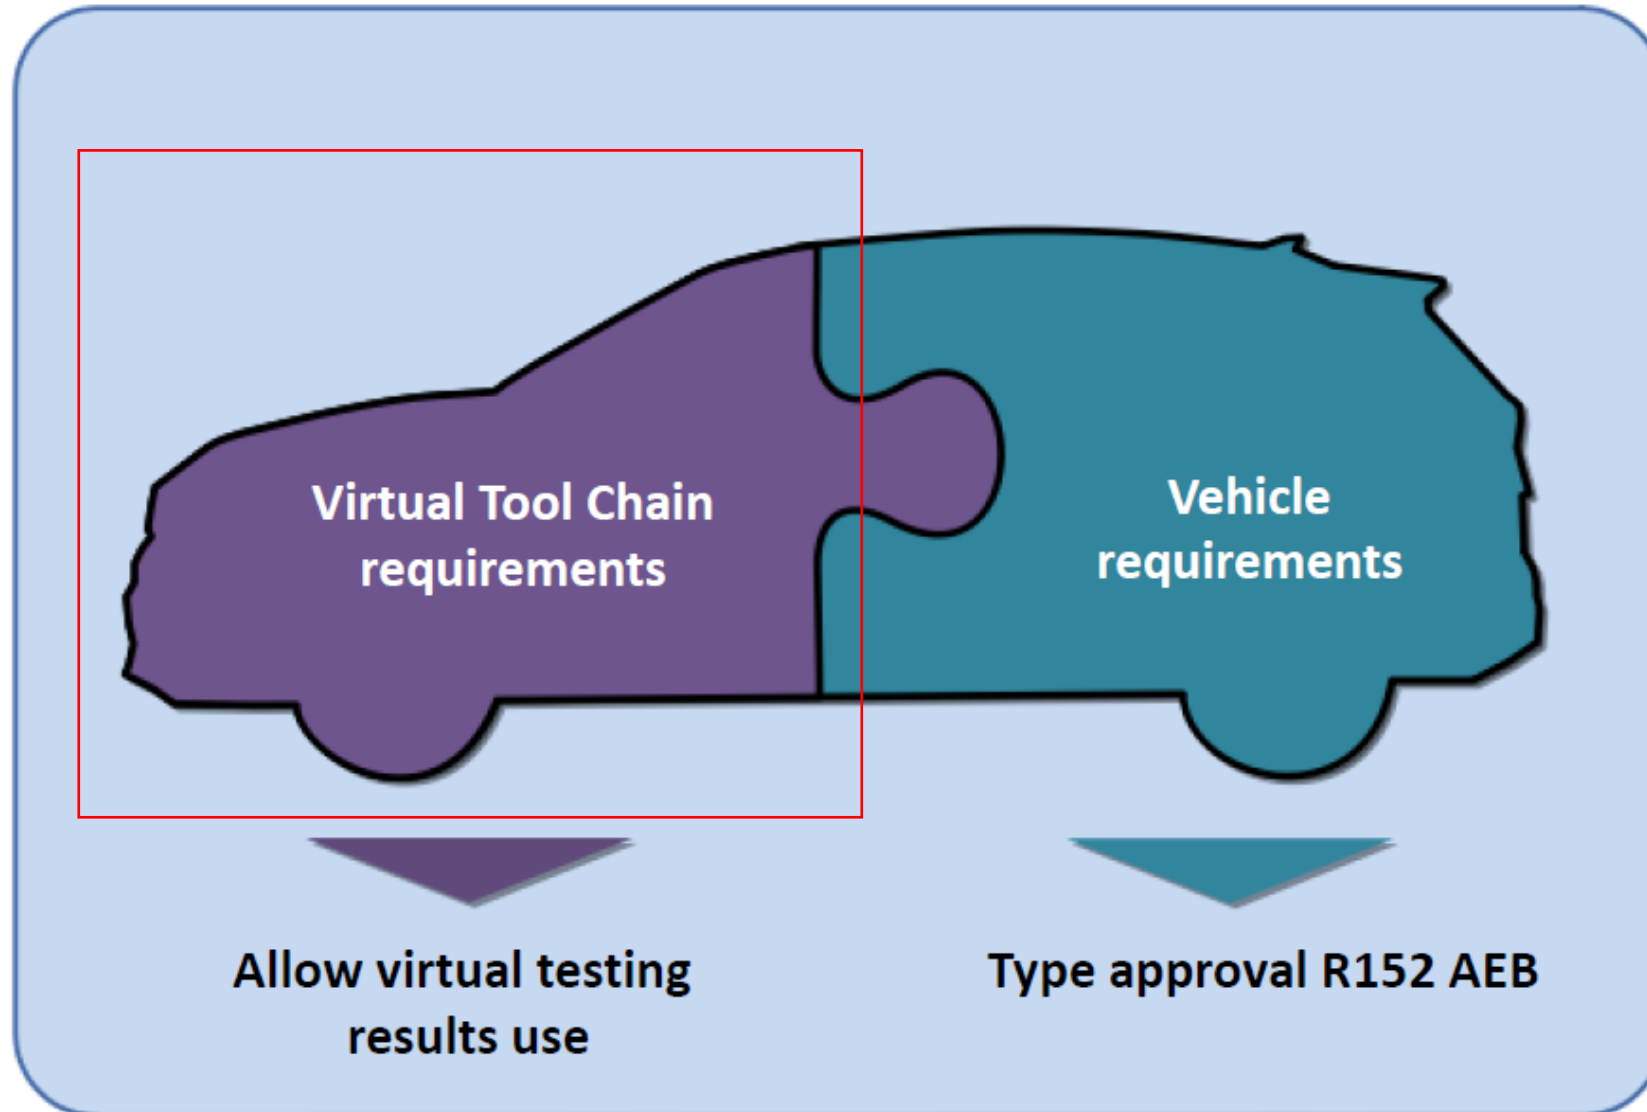 Virtual Tool Chain
requirements
Vehicle
requirements
Allow virtual testing
results use
Type approval R152 AEB